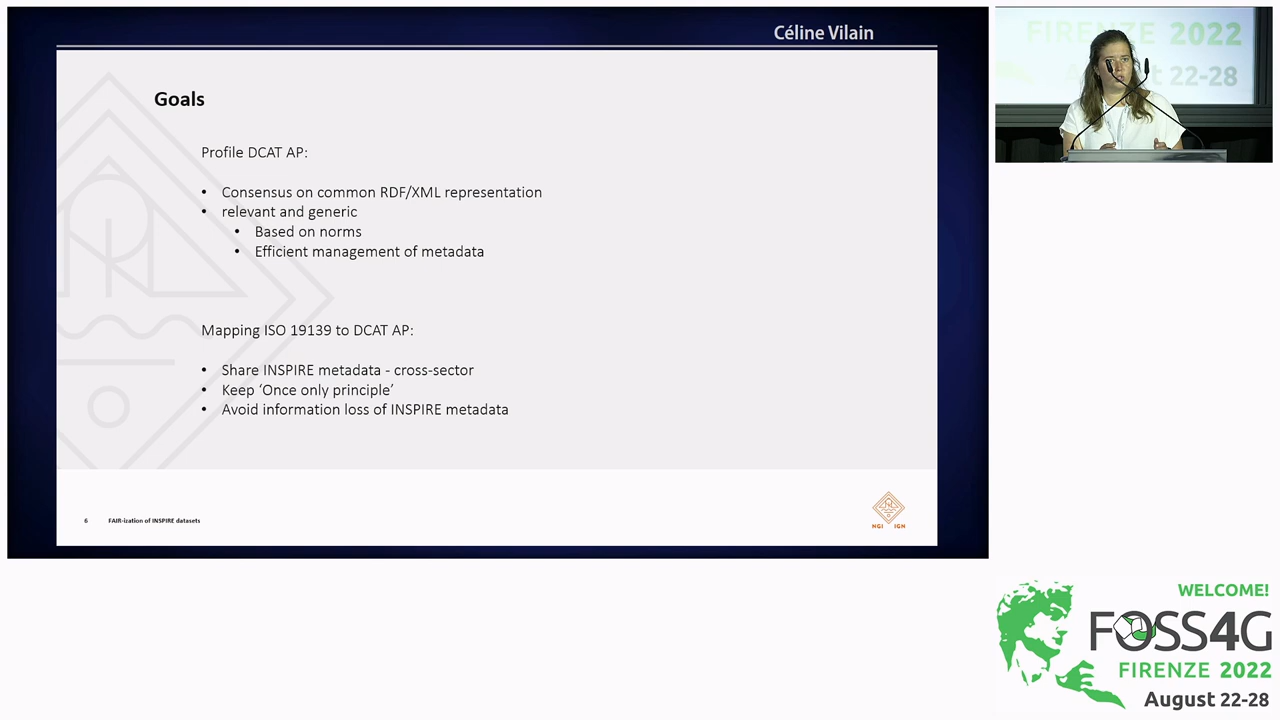 Céline Vilain
Goals
Profile DCAT AP:
• Consensus on common RDF/XML representation
• relevant and generic
• Based on norms
• Efficient management of metadata
Mapping ISO 19139 to DCAT AP:
• Share INSPIRE metadata - cross-sector
• Keep ‘Once only principle’
• Avoid information loss of INSPIRE metadata
6 FAIR-ization of INSPIRE datasets
NGI IGN
FIRENZE 2022
August 22-28
WELCOME!
FOSS4G
FIRENZE 2022
August 22-28